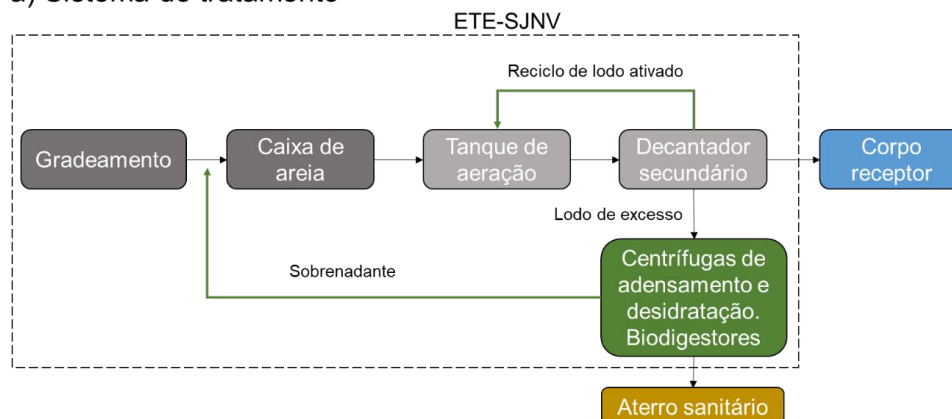 a) Sistema de tratamento
ETE-SJNV
Reciclo de lodo ativado
Gradeamento
Caixa de
areia
Tanque de
aeração
Decantador
secundário
Corpo
receptor
Lodo de excesso
Sobrenadante
Centrífugas de
adensamento e
desidratação.
Biodigestores
Aterro sanitário